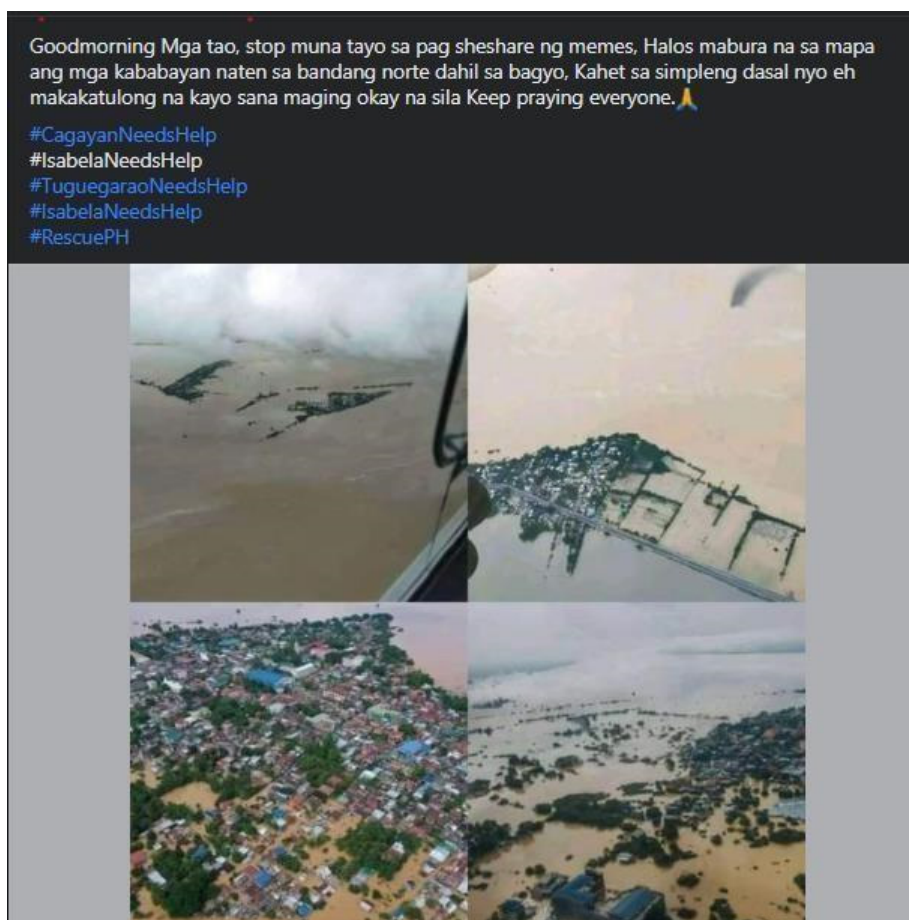 Goodmorning Mga tao, stop muna tayo sa pag sheshare ng memes, Halos mabura na sa mapa
ang mga kababayan naten sa bandang norte dahil sa bagyo, Kahet sa simpleng dasal nyo eh
makakatulong na kayo sana maging okay na sila Keep praying everyone.🙏
#CagayanNeedsHelp
#IsabelaNeedsHelp
#TuguegaraoNeedsHelp
#IsabelaNeedsHelp
#RescuePH